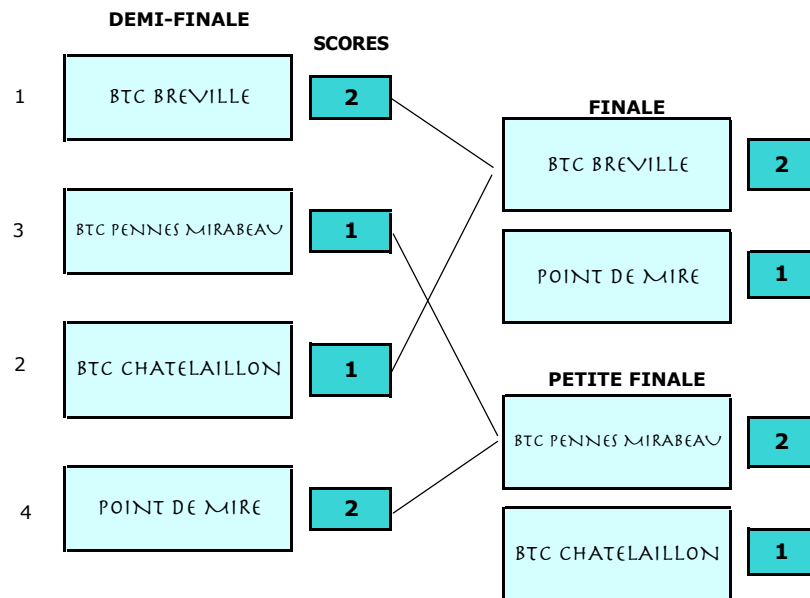 DEMI-FINALE
SCORES
1
BTC BREVILLE
2
3
BTC PENNES MIRABEAU
1
2
BTC CHATELAILLON
1
4
POINT DE MIRE
2
FINALE
BTC BREVILLE
2
POINT DE MIRE
1
PETITE FINALE
BTC PENNES MIRABEAU
2
BTC CHATELAILLON
1